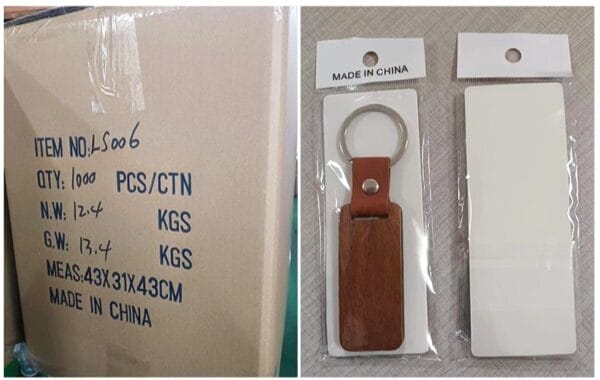 ITEM NO:LS006
QTY: 1000 PCS/CTN
N.W: 12.4 KGS
G.W: 13.4 KGS
MEAS:43X31X43CM
MADE IN CHINA
MADE IN CHINA